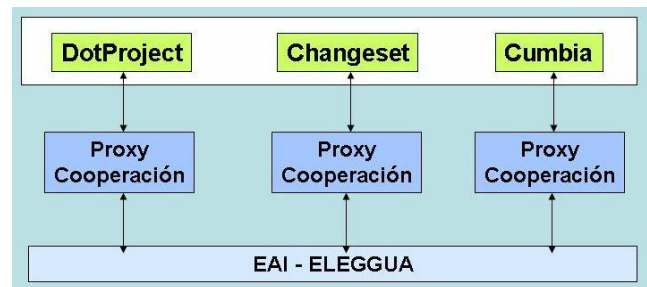 DotProject
Changeset
Cumbia
Proxy
Cooperación
Proxy
Cooperación
Proxy
Cooperación
EAI - ELEGGUA